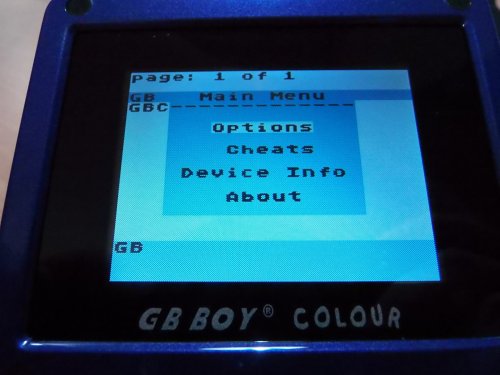 page: 1 of 1
GB Main Menu
GBC--------------------
Options
Cheats
Device Info
About
GB
GB BOY® COLOUR